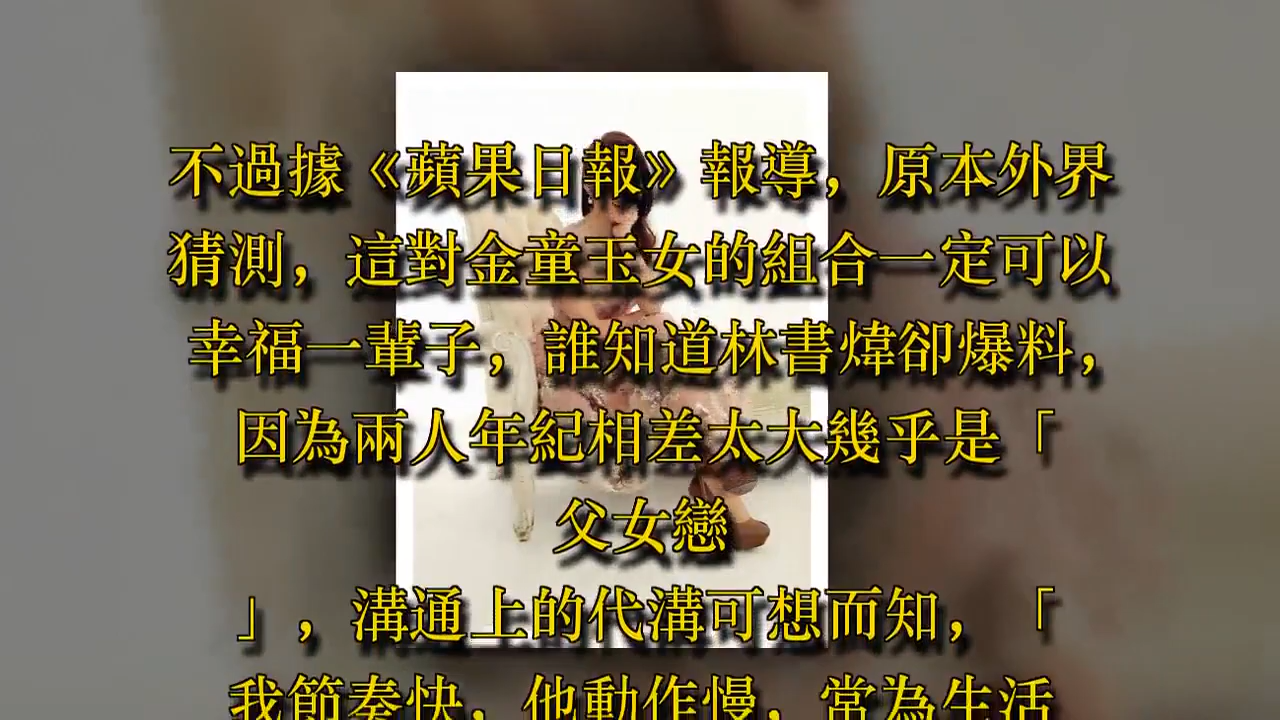 不過據《蘋果日報》報導，原本外界
猜測，這對金童玉女的組合一定可以
幸福一輩子，誰知道林書煒卻爆料，
因為兩人年紀相差太大幾乎是「
父女戀
」，溝通上的代溝可想而知，「
我節奏快，他動作慢，常為生活